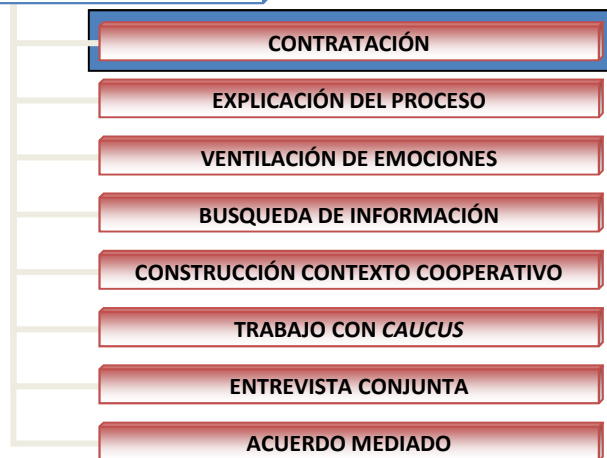 CONTRATACIÓN
EXPLICACIÓN DEL PROCESO
VENTILACIÓN DE EMOCIONES
BUSQUEDA DE INFORMACIÓN
CONSTRUCCIÓN CONTEXTO COOPERATIVO
TRABAJO CON CAUCUS
ENTREVISTA CONJUNTA
ACUERDO MEDIADO